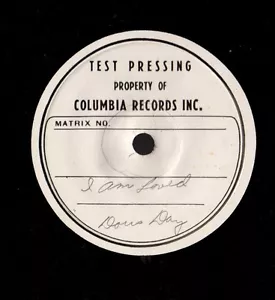 TEST PRESSING
PROPERTY OF
COLUMBIA RECORDS INC.
MATRIX NO.
I am Loved
Doris Day